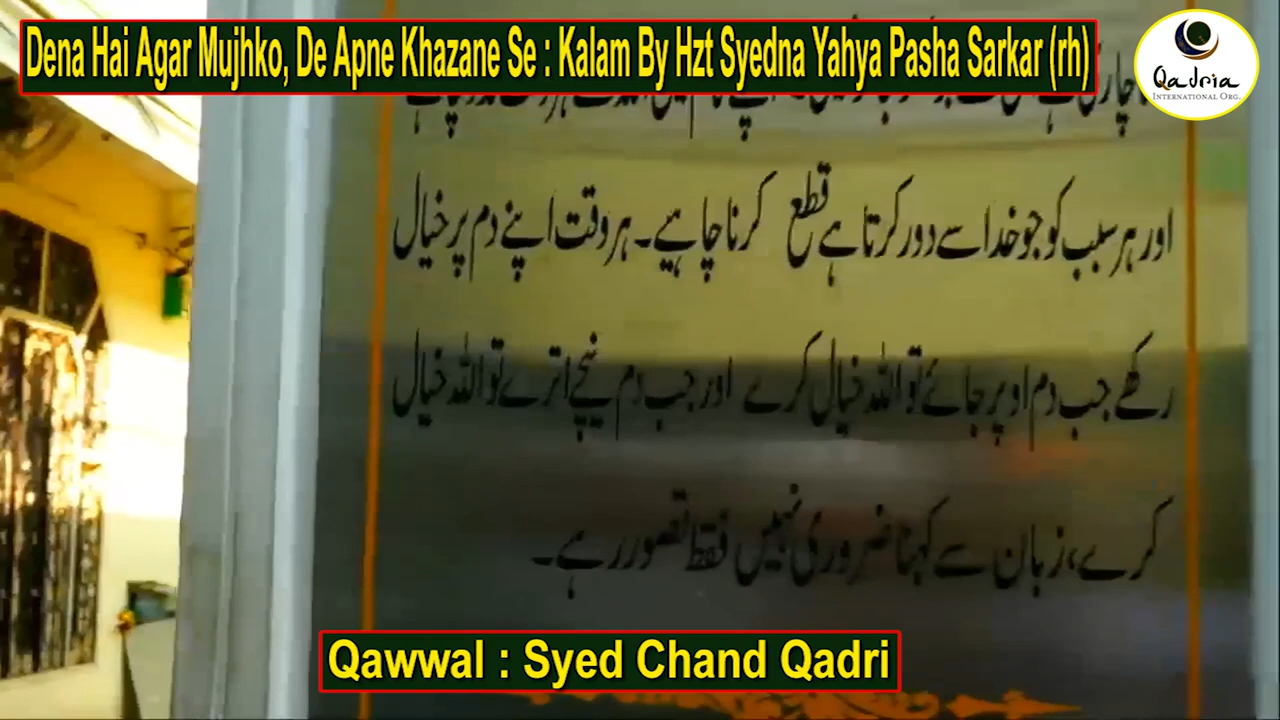 Dena Hai Agar Mujhko, De Apne Khazane Se : Kalam By Hzt Syedna Yahya Pasha Sarkar (rh)
Qadria
INTERNATIONAL ORG.
اور ہر سبب کو جو خدا سے دور کرتا ہے قطع کرنا چاہیے۔ ہر وقت اپنے دم پر خیال
رکھے جب دم اوپر جائے تو اللہ خیال کرے اور جب دم نیچے اترے تو اللہ خیال
کرے، زبان سے کہنا ضروری نہیں فقط تصور رہے۔
Qawwal : Syed Chand Qadri